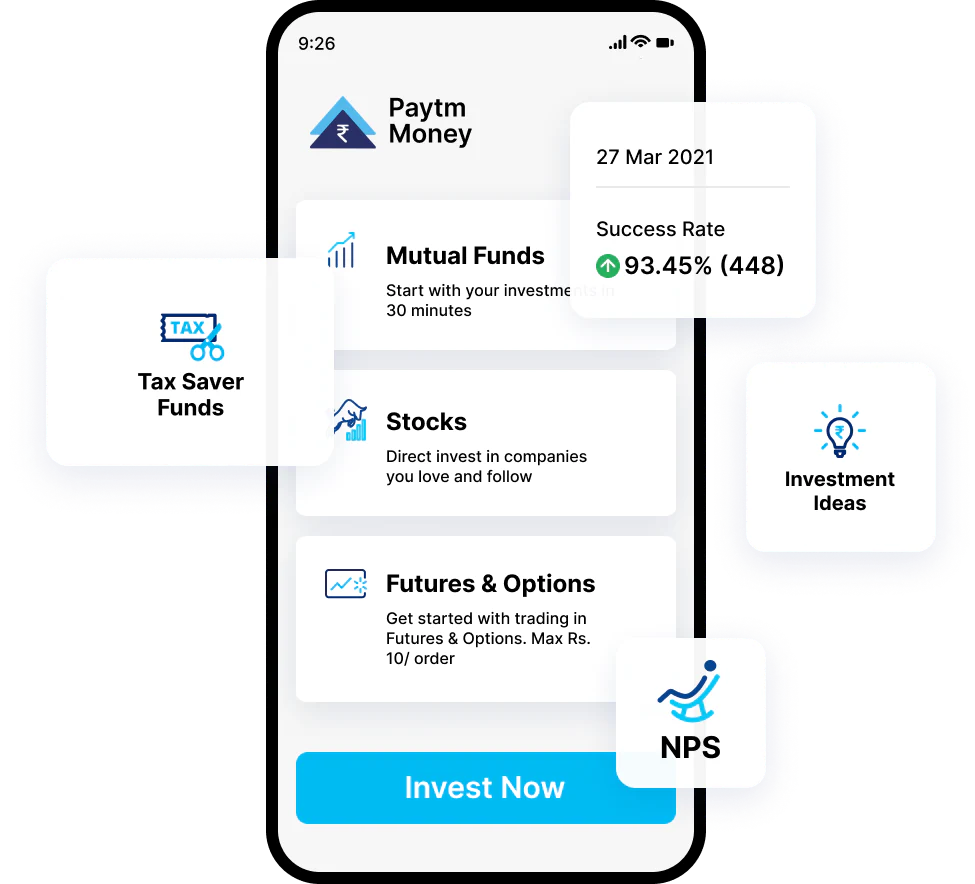 9:26
Paytm
Money
27 Mar 2021
Success Rate
93.45% (448)
Mutual Funds
Start with your investments in
30 minutes
TAX
Tax Saver
Funds
Stocks
Direct invest in companies
you love and follow
₹
Investment
Ideas
Futures & Options
Get started with trading in
Futures & Options. Max Rs.
10/ order
NPS
Invest Now